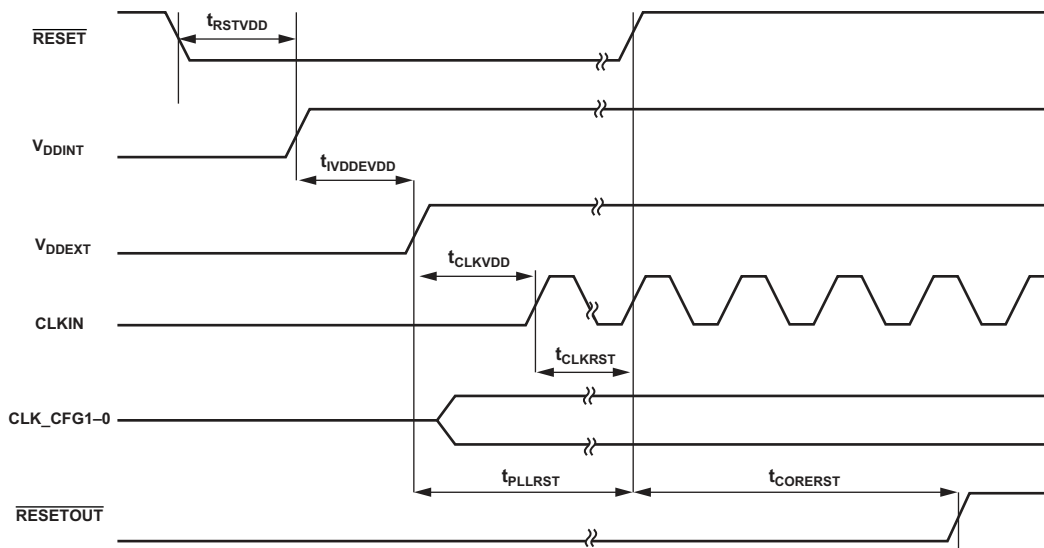 RESET
tRSTVDD
VDDINT
tIVDDEVDD
VDDEXT
tCLKVDD
CLKIN
tCLKRST
CLK_CFG1–0
tPLLRST
tCORERST
RESETOUT